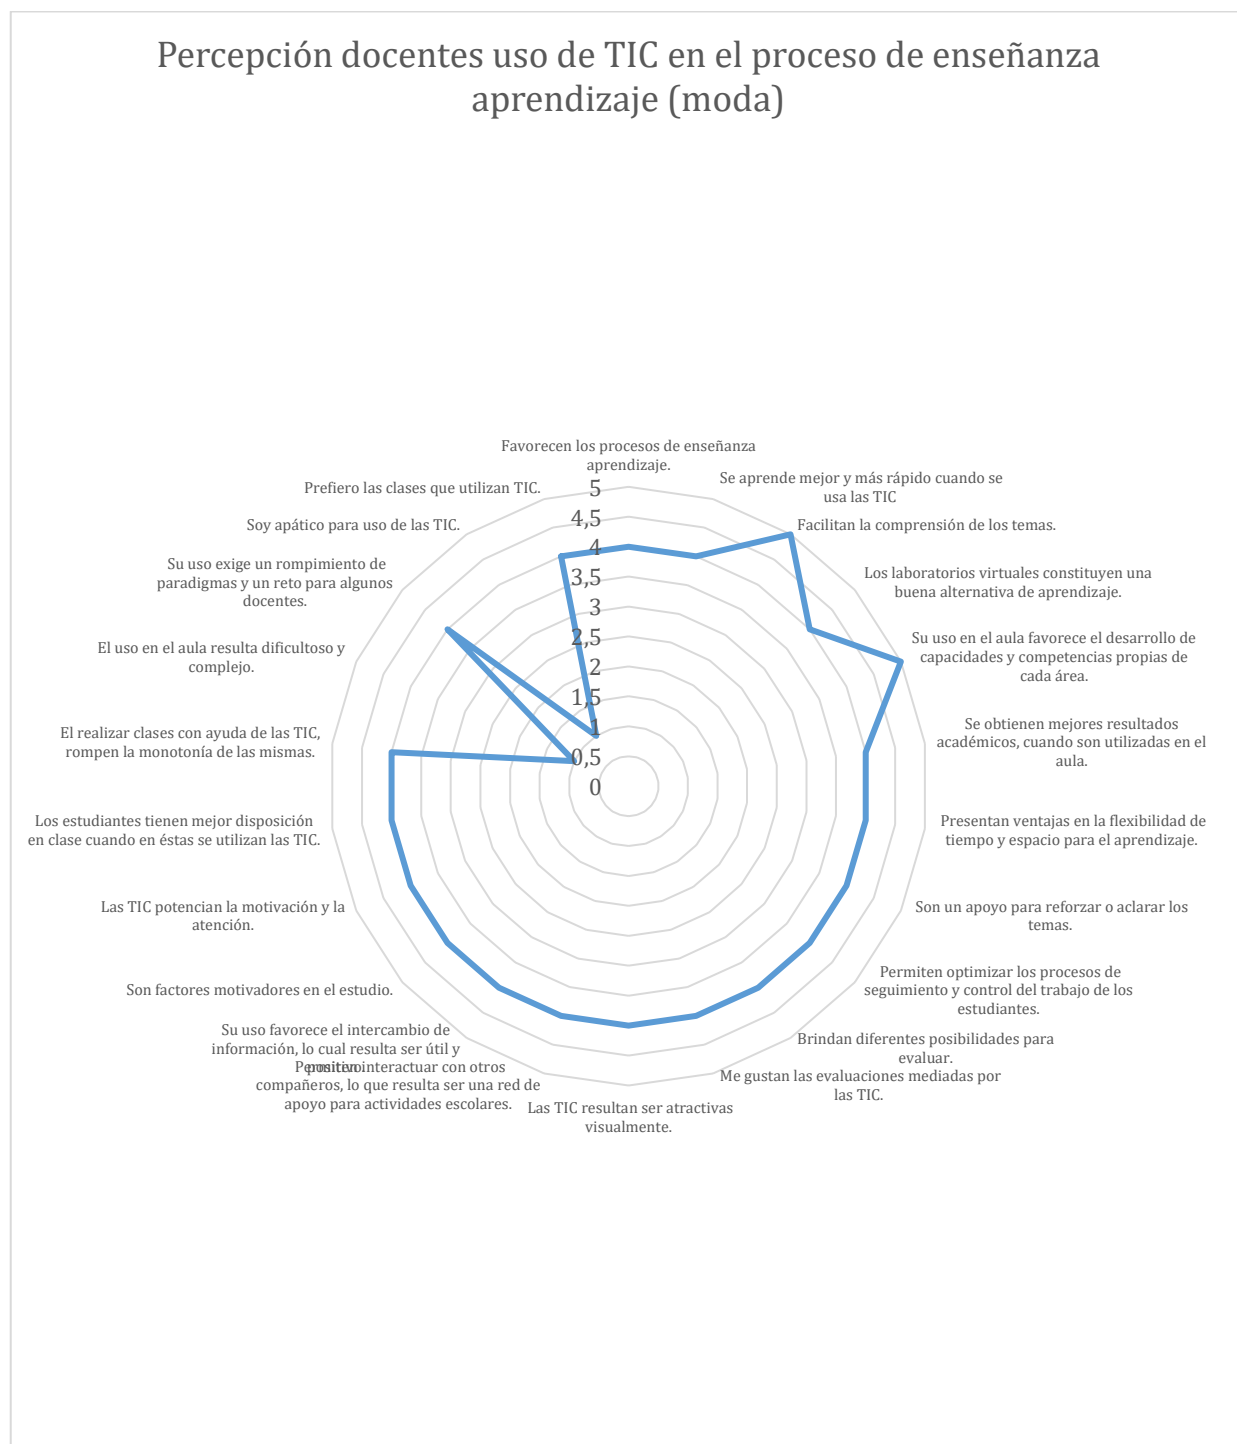 Percepción docentes uso de TIC en el proceso de enseñanza
aprendizaje (moda)
Favorecen los procesos de enseñanza
aprendizaje.
Se aprende mejor y más rápido cuando se
usa las TIC
Facilitan la comprensión de los temas.
Los laboratorios virtuales constituyen una
buena alternativa de aprendizaje.
Su uso en el aula favorece el desarrollo de
capacidades y competencias propias de
cada área.
Se obtienen mejores resultados
académicos, cuando son utilizadas en el
aula.
Presentan ventajas en la flexibilidad de
tiempo y espacio para el aprendizaje.
Son un apoyo para reforzar o aclarar los
temas.
Permiten optimizar los procesos de
seguimiento y control del trabajo de los
estudiantes.
Brindan diferentes posibilidades para
evaluar.
Me gustan las evaluaciones mediadas por
las TIC.
Las TIC resultan ser atractivas
visualmente.
Permiten interactuar con otros
compañeros, lo que resulta ser una red de
apoyo para actividades escolares.
Su uso favorece el intercambio de
información, lo cual resulta ser útil y
positivo.
Son factores motivadores en el estudio.
Las TIC potencian la motivación y la
atención.
Los estudiantes tienen mejor disposición
en clase cuando en éstas se utilizan las TIC.
El realizar clases con ayuda de las TIC,
rompen la monotonía de las mismas.
El uso en el aula resulta dificultoso y
complejo.
Su uso exige un rompimiento de
paradigmas y un reto para algunos
docentes.
Soy apático para uso de las TIC.
Prefiero las clases que utilizan TIC.
5
4,5
4
3,5
3
2,5
2
1,5
1
0,5
0